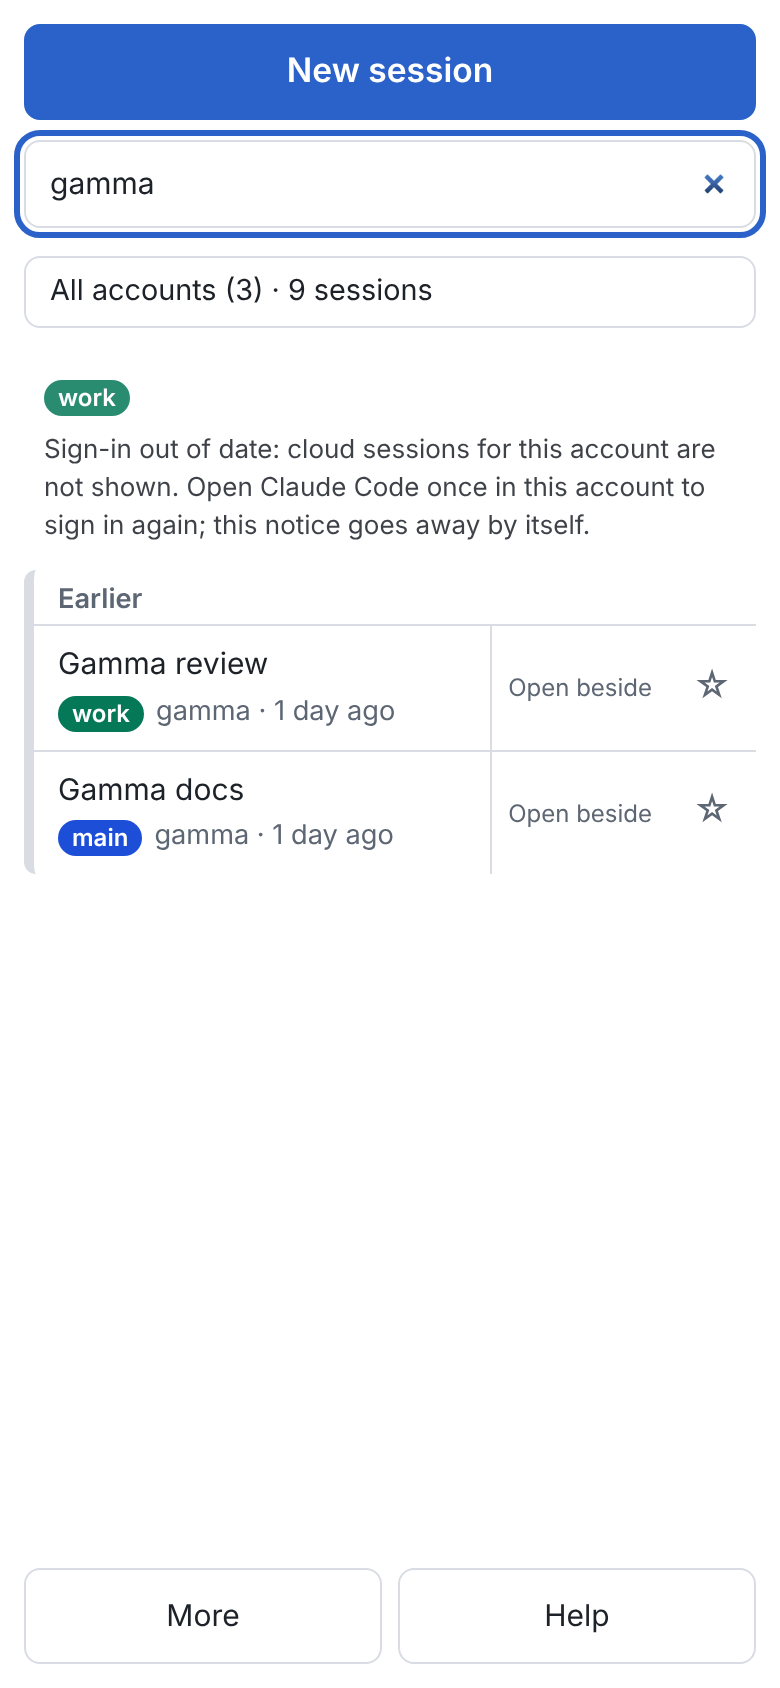 New session
gamma
All accounts (3) · 9 sessions
work
Sign-in out of date: cloud sessions for this account are
not shown. Open Claude Code once in this account to
sign in again; this notice goes away by itself.
Earlier
Gamma review
work gamma · 1 day ago
Open beside
Gamma docs
main gamma · 1 day ago
Open beside
More
Help